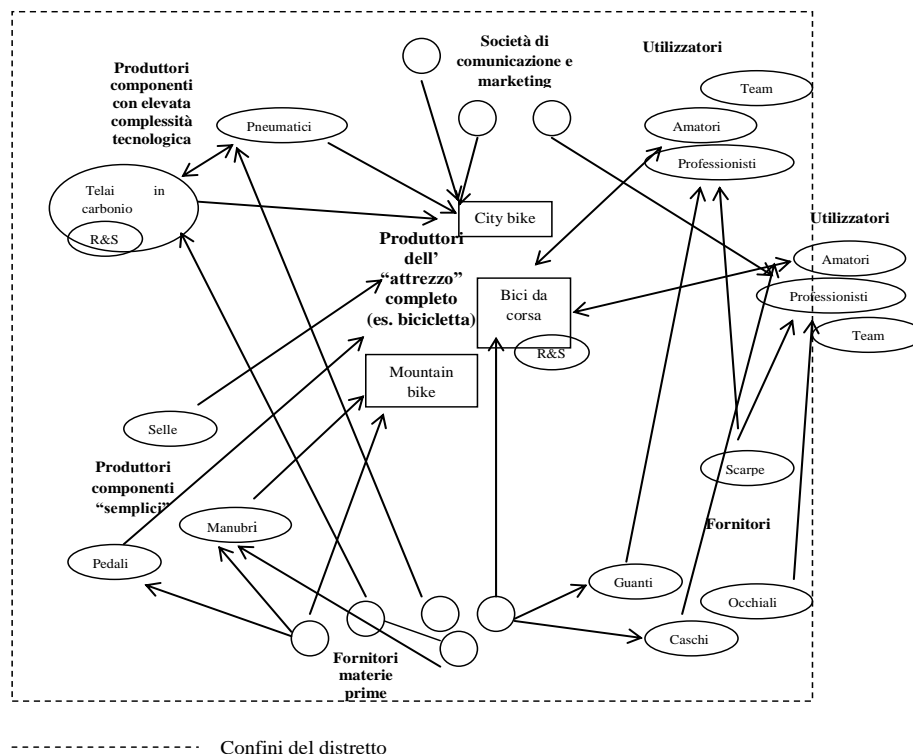 Società di
comunicazione e
marketing
Utilizzatori
Produttori
componenti
con elevata
complessità
tecnologica
Team
Pneumatici
Amatori
Professionisti
Telai in
carbonio
R&S
City bike
Utilizzatori
Produttori
dell'
"attrezzo"
completo
(es. bicicletta)
Amatori
Bici da
corsa
Professionisti
R&S
Team
Mountain
bike
Selle
Produttori
componenti
"semplici"
Scarpe
Manubri
Fornitori
Pedali
Guanti
Occhiali
Caschi
Fornitori
materie
prime
Confini del distretto